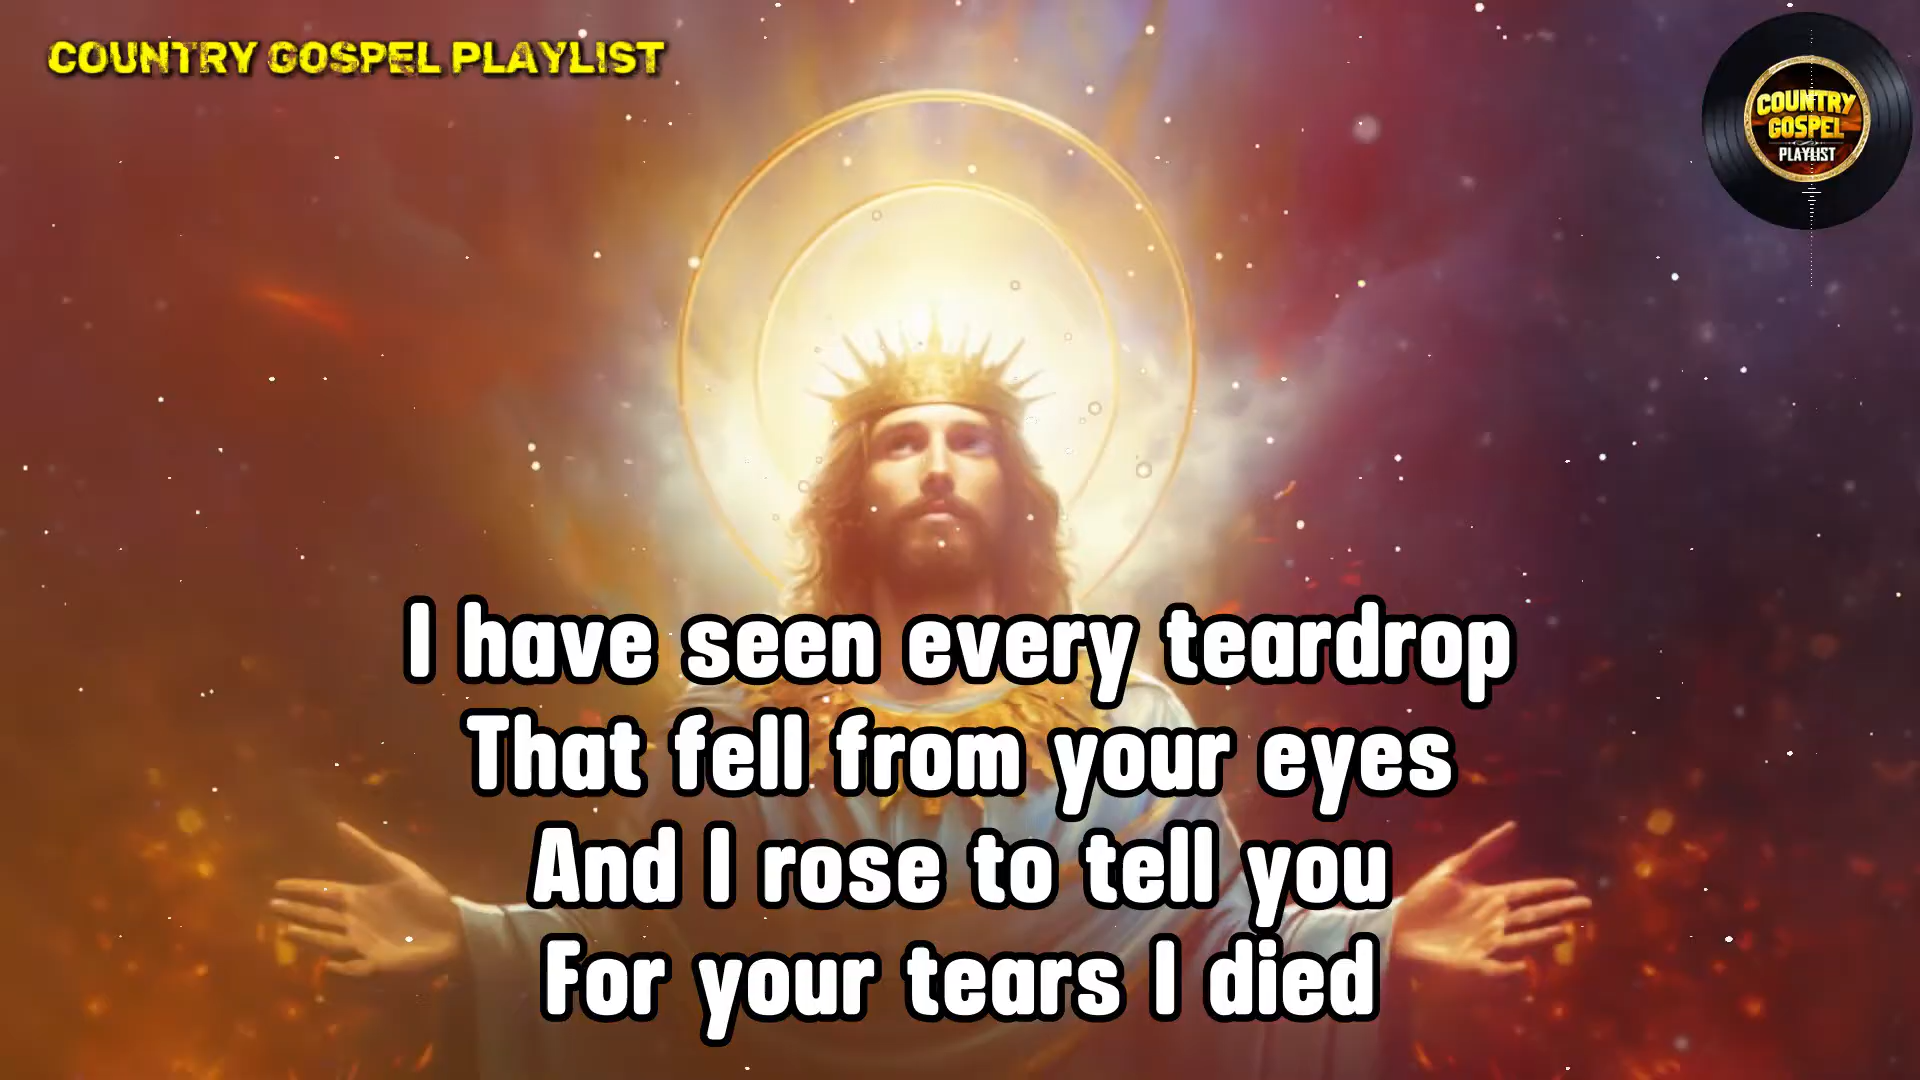 COUNTRY GOSPEL PLAYLIST
COUNTRY
GOSPEL
PLAYLIST
I have seen every teardrop
That fell from your eyes
And I rose to tell you
For your tears I died